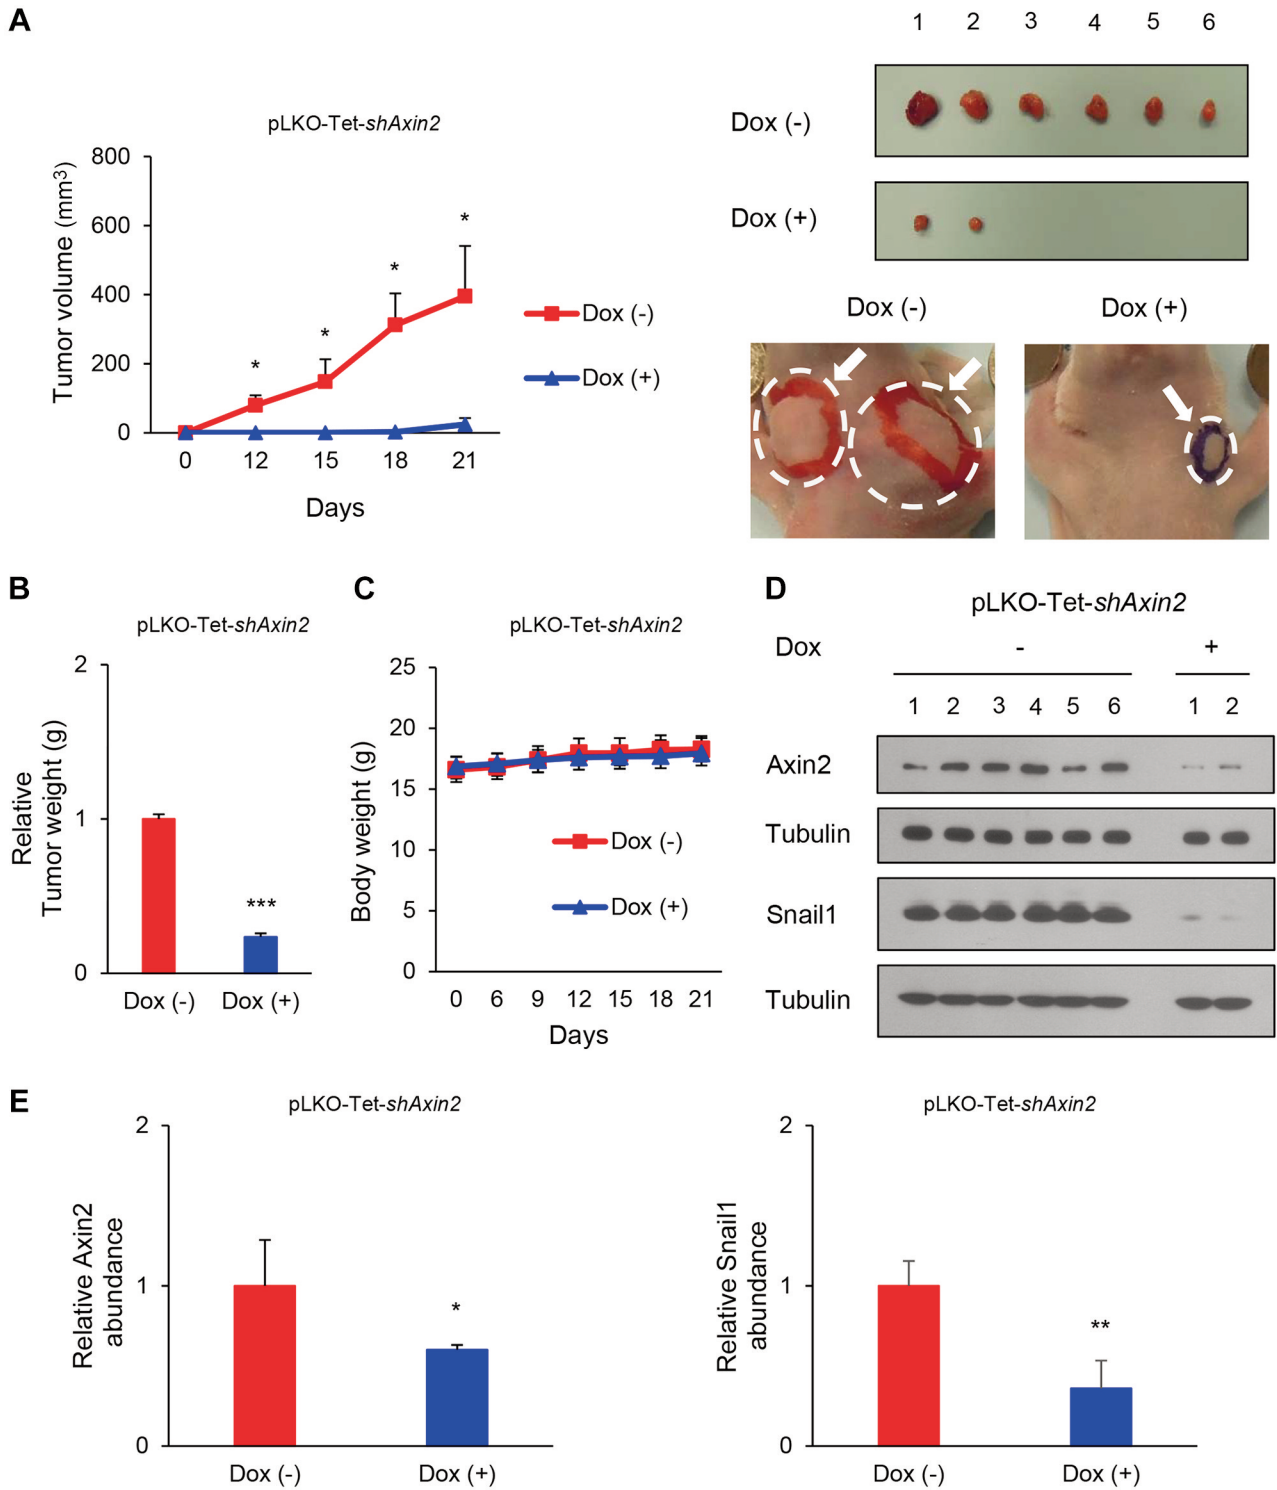 A
pLKO-Tet-shAxin2
Tumor volume (mm³)
800
600
400
200
0
*
*
*
*
0 12 15 18 21
Days
Dox (-)
Dox (+)
1 2 3 4 5 6
Dox (-)
Dox (+)
Dox (-) Dox (+)
B
pLKO-Tet-shAxin2
Relative
Tumor weight (g)
2
1
0
***
Dox (-) Dox (+)
C
pLKO-Tet-shAxin2
Body weight (g)
25
20
15
10
5
0
Dox (-)
Dox (+)
0 6 9 12 15 18 21
Days
D
pLKO-Tet-shAxin2
Dox - +
1 2 3 4 5 6 1 2
Axin2
Tubulin
Snail1
Tubulin
E
pLKO-Tet-shAxin2
Relative Axin2
abundance
2
1
0
*
Dox (-) Dox (+)
pLKO-Tet-shAxin2
Relative Snail1
abundance
2
1
0
**
Dox (-) Dox (+)